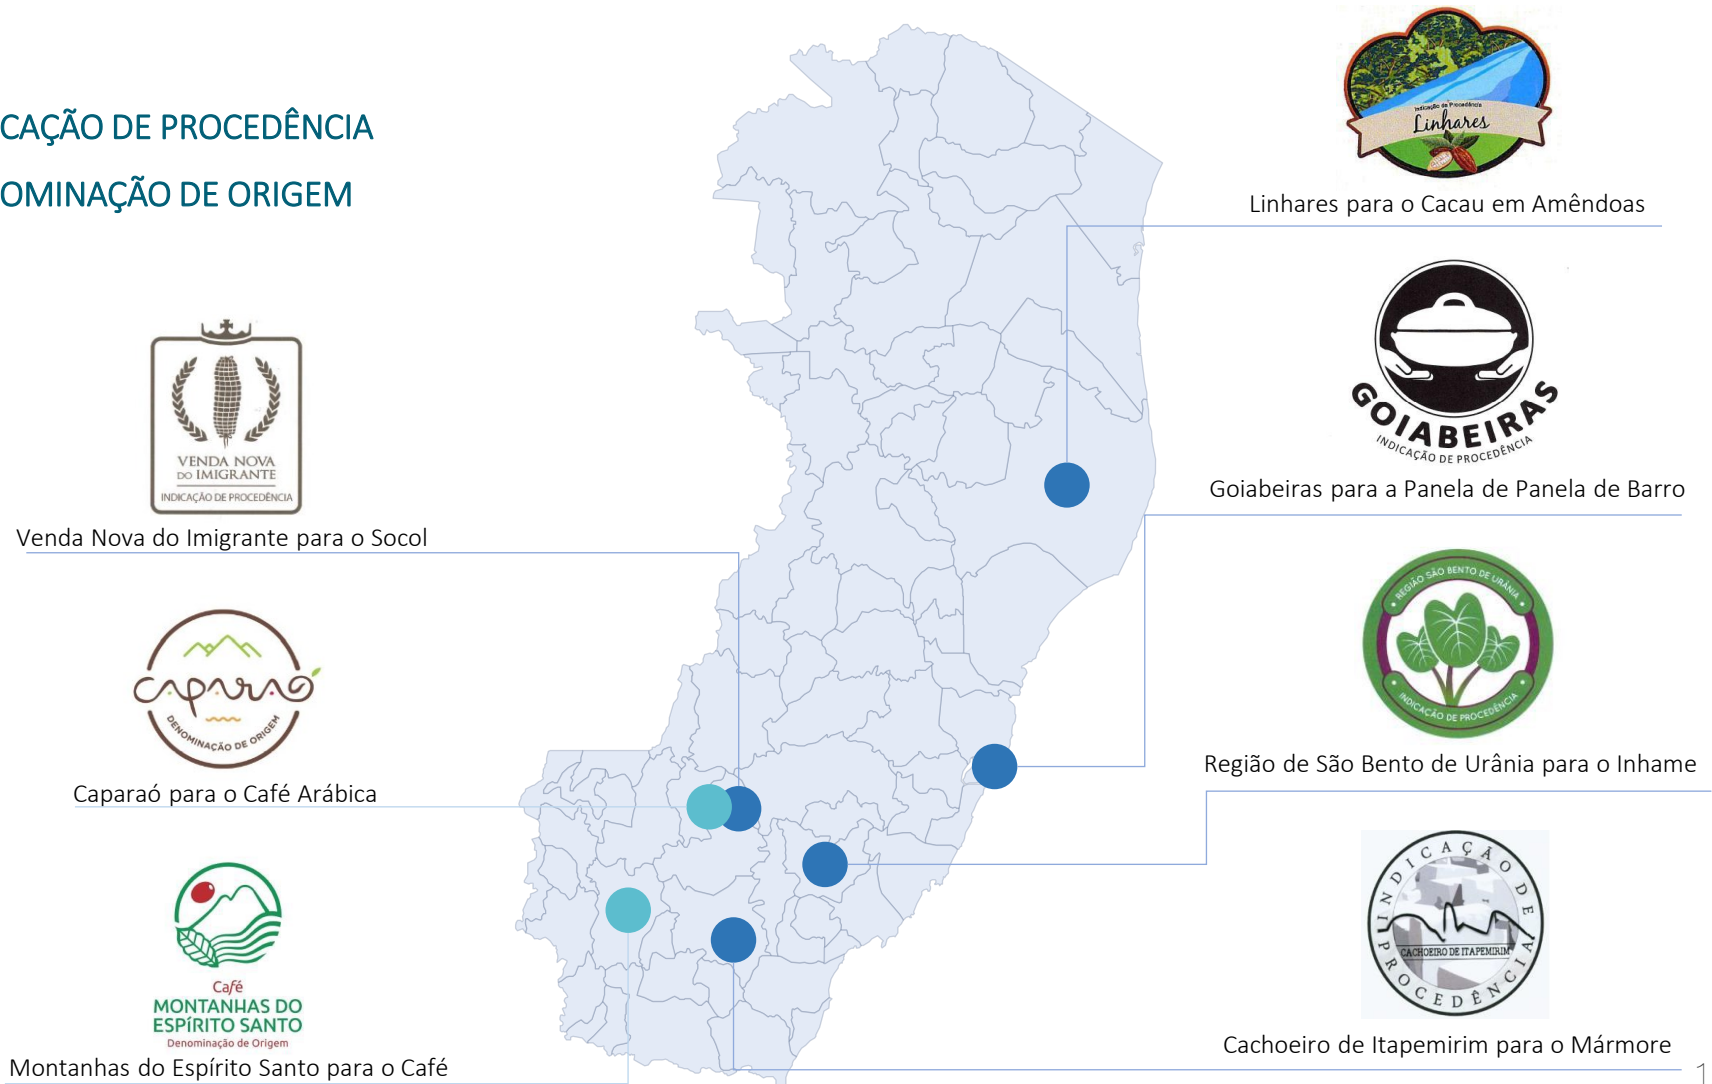 CAÇÃO DE PROCEDÊNCIA
OMINAÇÃO DE ORIGEM
Indicação de Procedência
Linhares
Linhares para o Cacau em Amêndoas
GOIABEIRAS
INDICAÇÃO DE PROCEDÊNCIA
Goiabeiras para a Panela de Panela de Barro
VENDA NOVA
DO IMIGRANTE
INDICAÇÃO DE PROCEDÊNCIA
Venda Nova do Imigrante para o Socol
REGIÃO SÃO BENTO DE URÂNIA
INDICAÇÃO DE PROCEDÊNCIA
Região de São Bento de Urânia para o Inhame
caparaó
DENOMINAÇÃO DE ORIGEM
Caparaó para o Café Arábica
INDICAÇÃO DE PROCEDÊNCIA
CACHOEIRO DE ITAPEMIRIM
Cachoeiro de Itapemirim para o Mármore
Café
MONTANHAS DO
ESPÍRITO SANTO
Denominação de Origem
Montanhas do Espírito Santo para o Café
1